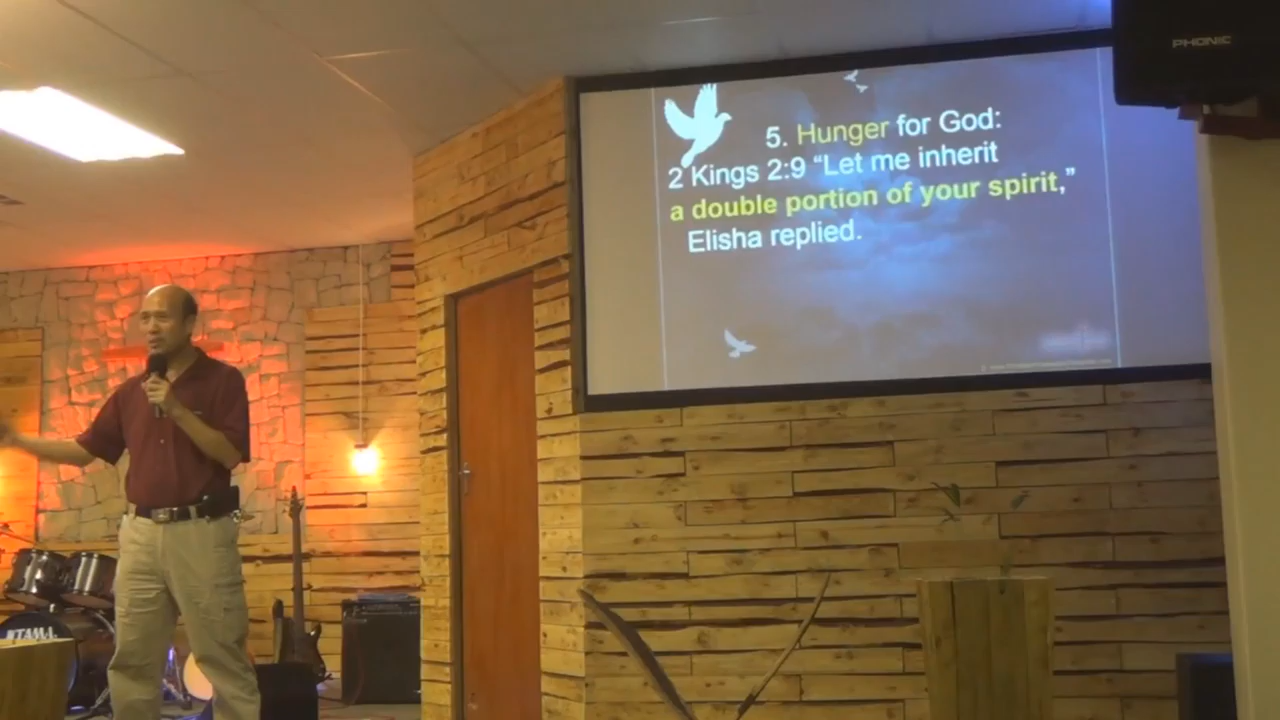 PHONIC
5. Hunger for God:
2 Kings 2:9 “Let me inherit
a double portion of your spirit,”
Elisha replied.
TAMA